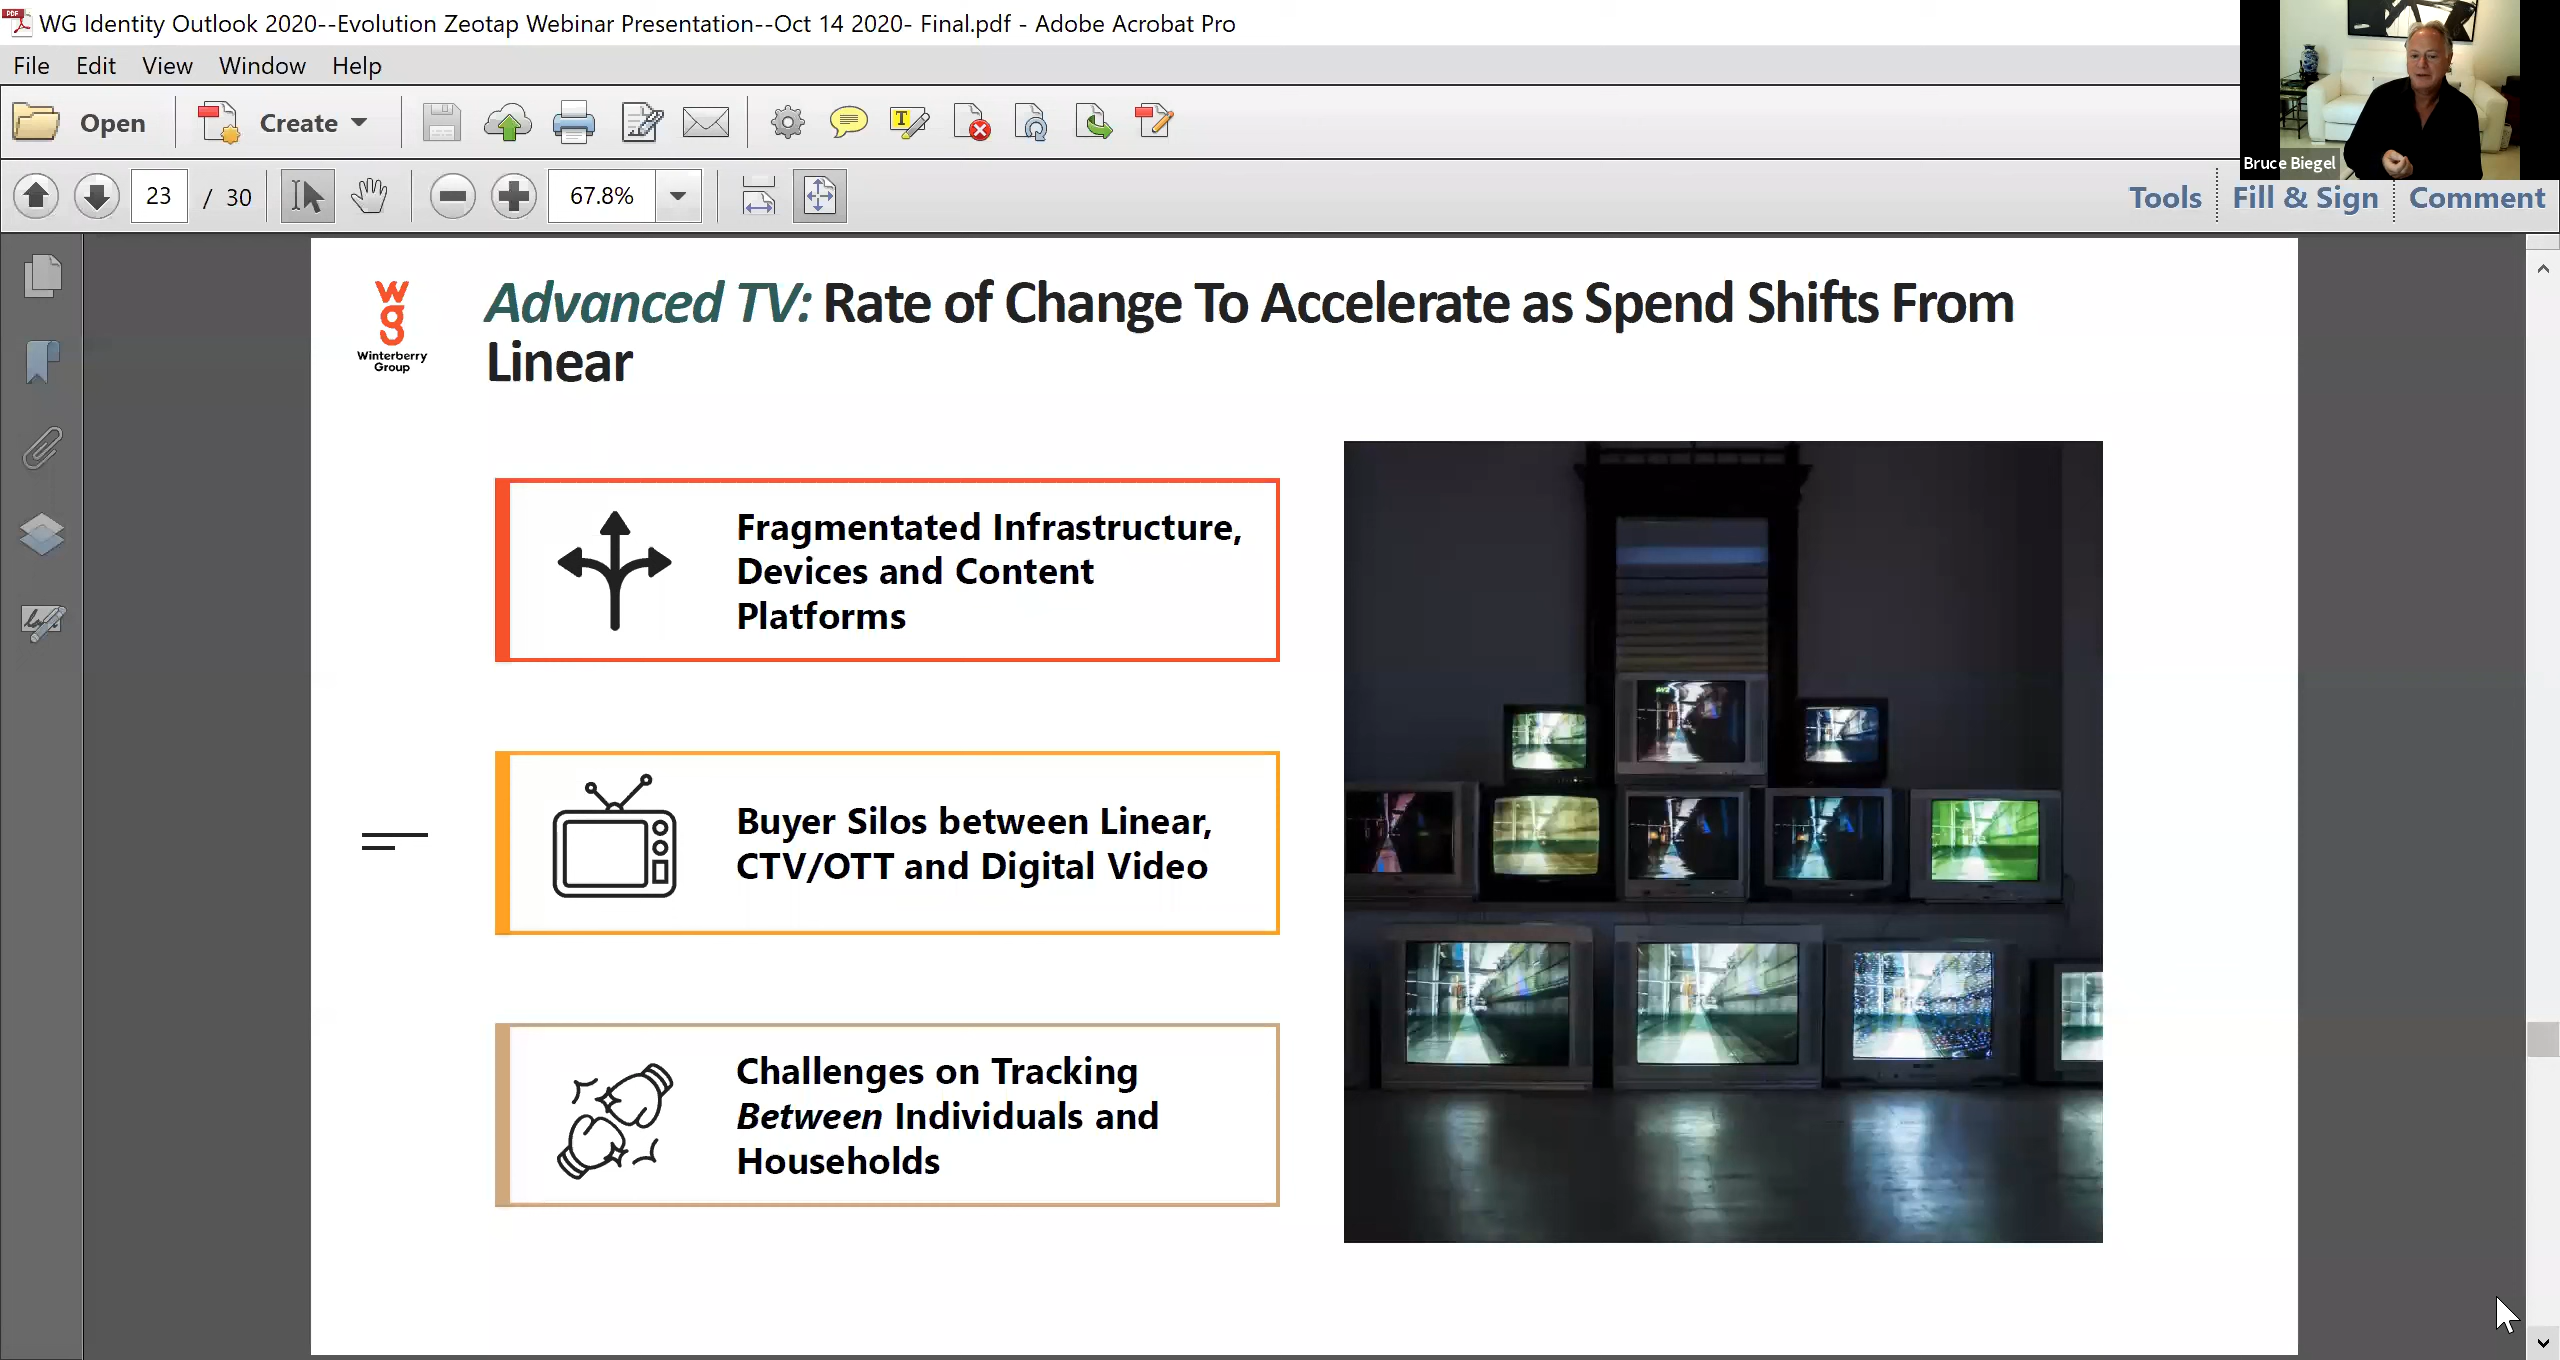 WG Identity Outlook 2020--Evolution Zeotap Webinar Presentation--Oct 14 2020- Final.pdf - Adobe Acrobat Pro
File Edit View Window Help
Open Create
Bruce Biegel
23 / 30 67.8%
Tools Fill & Sign Comment
wg
Winterberry
Group
Advanced TV: Rate of Change To Accelerate as Spend Shifts From
Linear
Fragmentated Infrastructure,
Devices and Content
Platforms
Buyer Silos between Linear,
CTV/OTT and Digital Video
Challenges on Tracking
Between Individuals and
Households